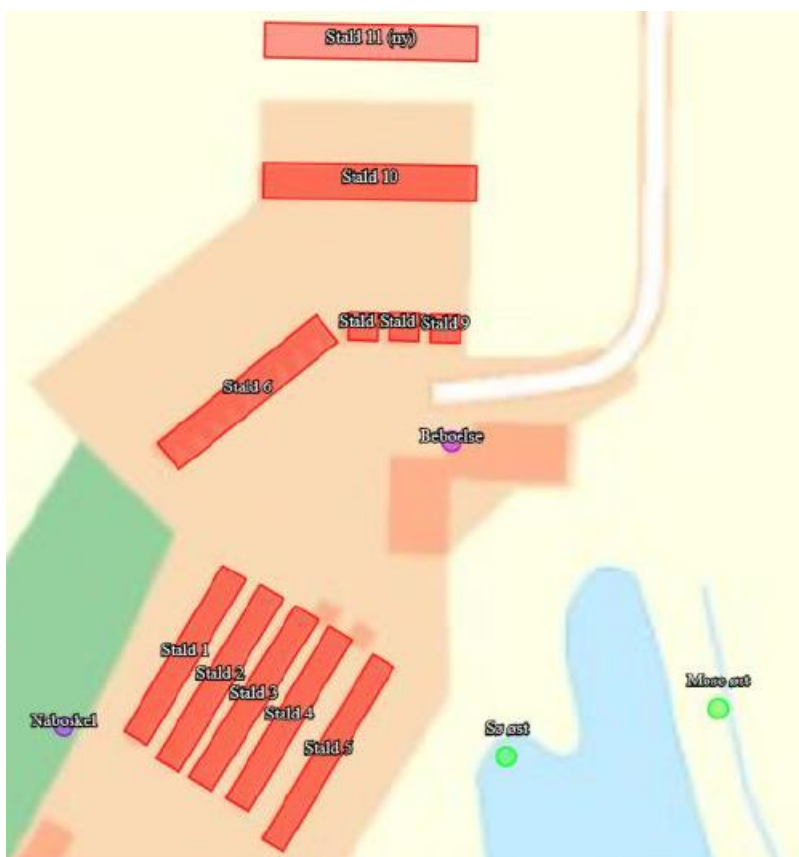 Stald 11 (ny)
Stald 10
Stald
Stald
Stald 9
Stald 6
Beboelse
Stald 1
Stald 2
Stald 3
Stald 4
Stald 5
Naboskel
Mose øst
Sø øst